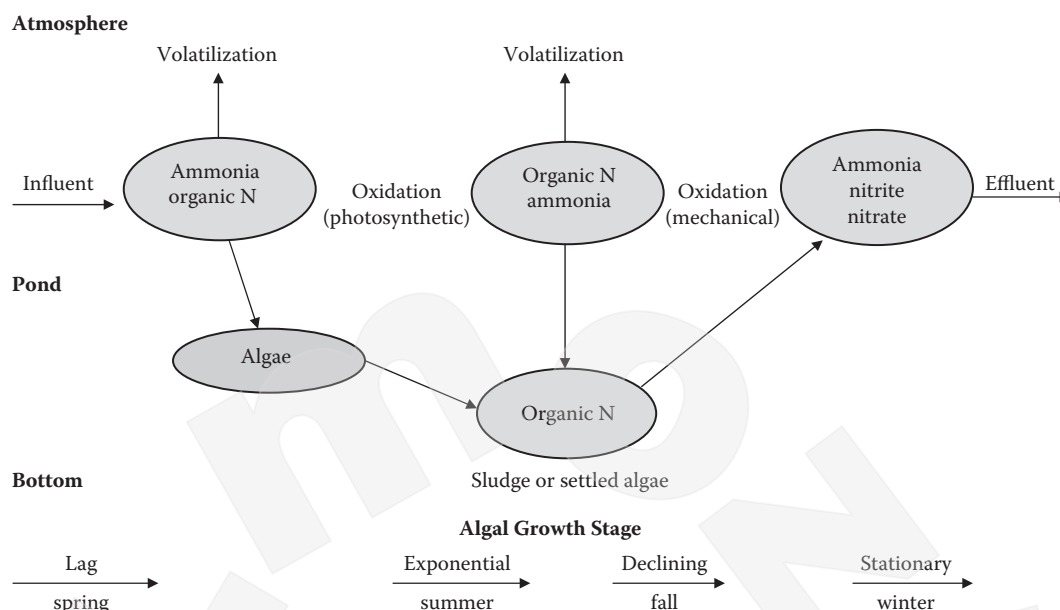 Atmosphere
Volatilization
Volatilization
Influent
Ammonia
organic N
Oxidation
(photosynthetic)
Organic N
ammonia
Oxidation
(mechanical)
Ammonia
nitrite
nitrate
Effluent
Pond
Algae
Organic N
Bottom
Sludge or settled algae
Algal Growth Stage
Lag
spring
Exponential
summer
Declining
fall
Stationary
winter